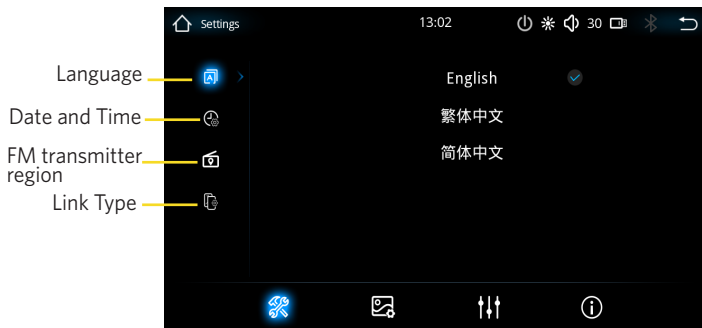 Settings
13:02
30
Language
English
Date and Time
繁体中文
FM transmitter
region
简体中文
Link Type